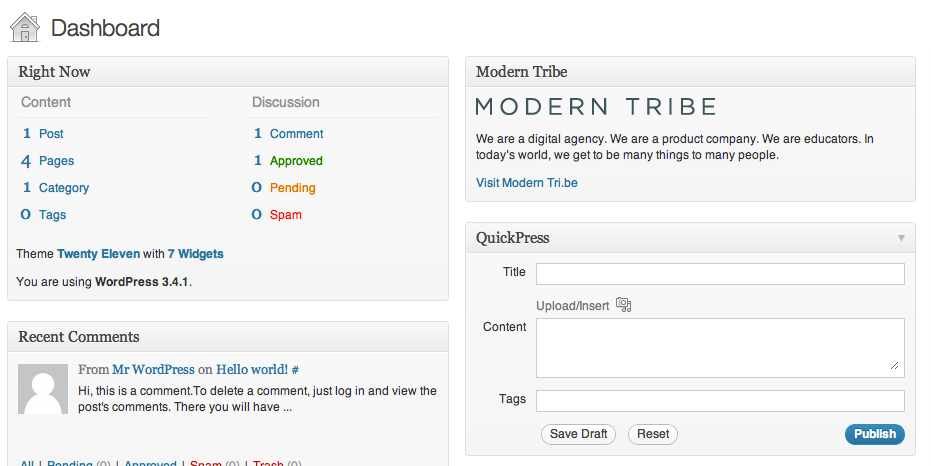 Dashboard
Right Now
Content
Discussion
1 Post
1 Comment
4 Pages
1 Approved
1 Category
0 Pending
0 Tags
0 Spam
Theme Twenty Eleven with 7 Widgets
You are using WordPress 3.4.1.
Recent Comments
From Mr WordPress on Hello world! #
Hi, this is a comment.To delete a comment, just log in and view the
post's comments. There you will have ...
All | Pending (0) | Approved | Spam (0) | Trash (0)
Modern Tribe
MODERN TRIBE
We are a digital agency. We are a product company. We are educators. In
today's world, we get to be many things to many people.
Visit Modern Tri.be
QuickPress
Title
Upload/Insert
Content
Tags
Save Draft
Reset
Publish